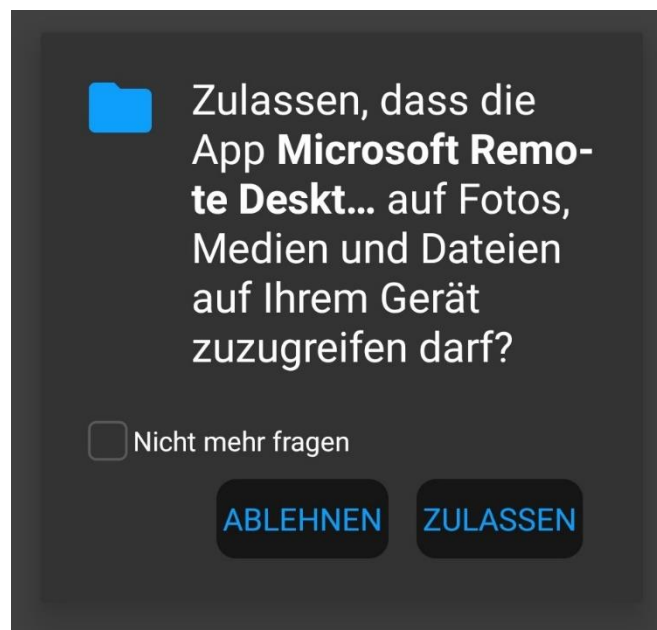 Zulassen, dass die
App Microsoft Remo-
te Deskt... auf Fotos,
Medien und Dateien
auf Ihrem Gerät
zuzugreifen darf?
Nicht mehr fragen
ABLEHNEN ZULASSEN